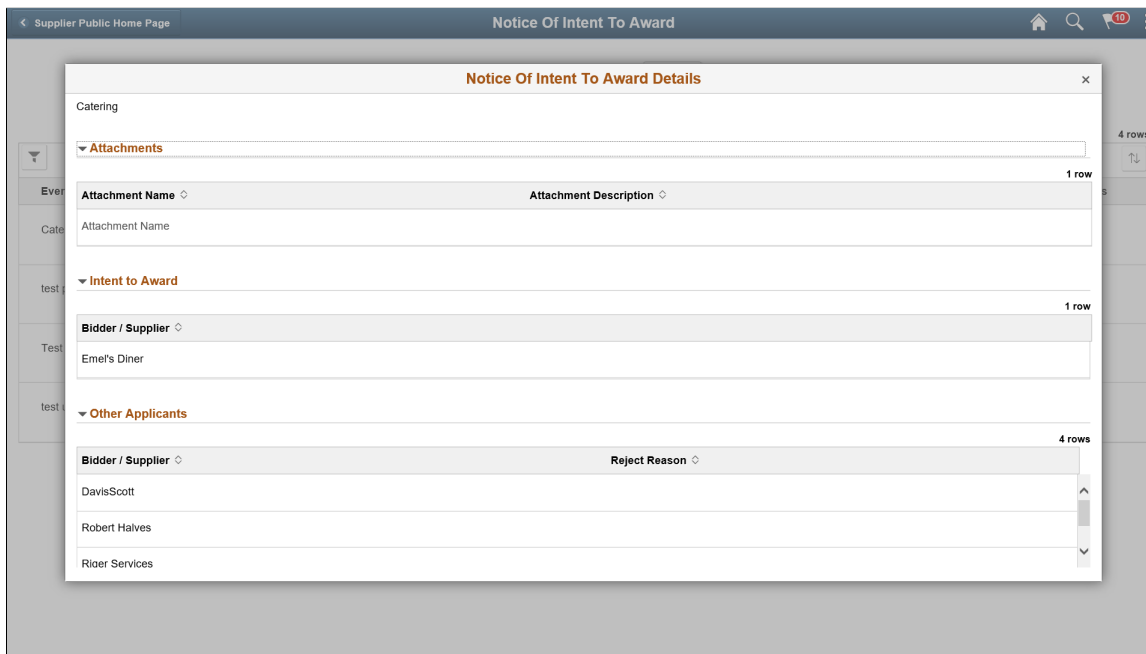 Supplier Public Home Page
Notice Of Intent To Award
10
Notice Of Intent To Award Details
×
Catering
4 rows
Attachments
1 row
Attachment Name
Attachment Description
Attachment Name
Intent to Award
1 row
Bidder / Supplier
Emel's Diner
Other Applicants
4 rows
Bidder / Supplier
Reject Reason
DavisScott
Robert Halves
Riger Services
Test
test